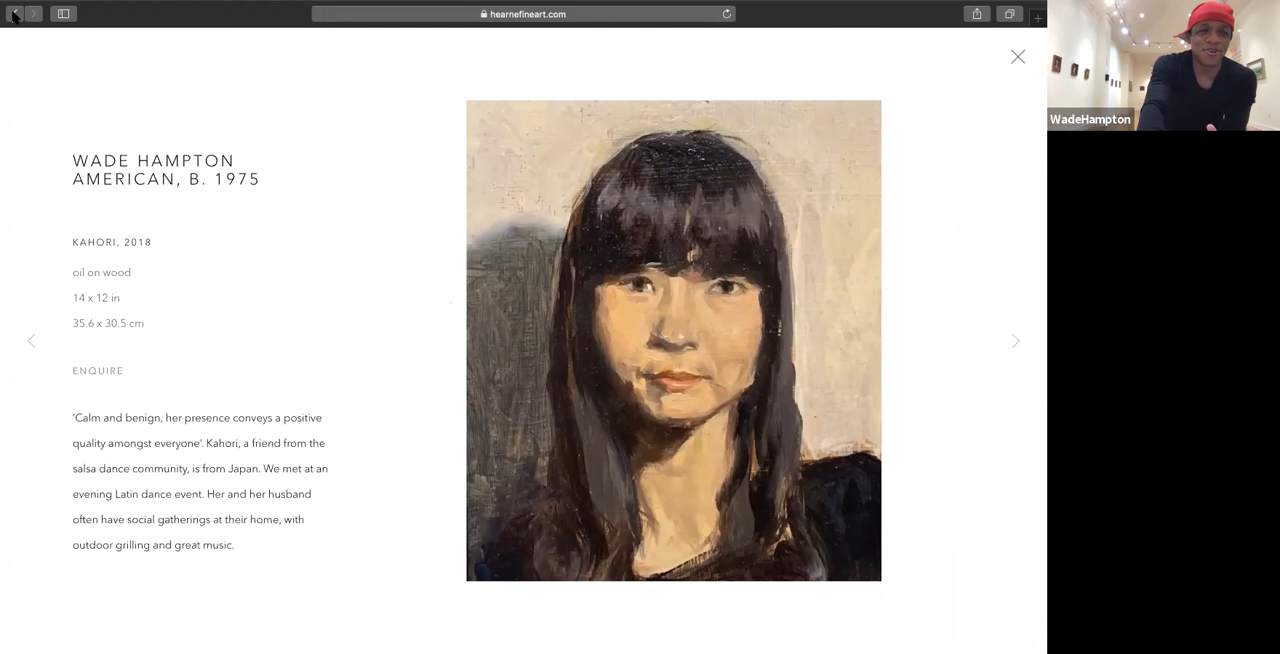 hearnefineart.com
WadeHampton
WADE HAMPTON
AMERICAN, B. 1975
KAHORI, 2018
oil on wood
14 x 12 in
35.6 x 30.5 cm
ENQUIRE
‘Calm and benign, her presence conveys a positive
quality amongst everyone’. Kahori, a friend from the
salsa dance community, is from Japan. We met at an
evening Latin dance event. Her and her husband
often have social gatherings at their home, with
outdoor grilling and great music.